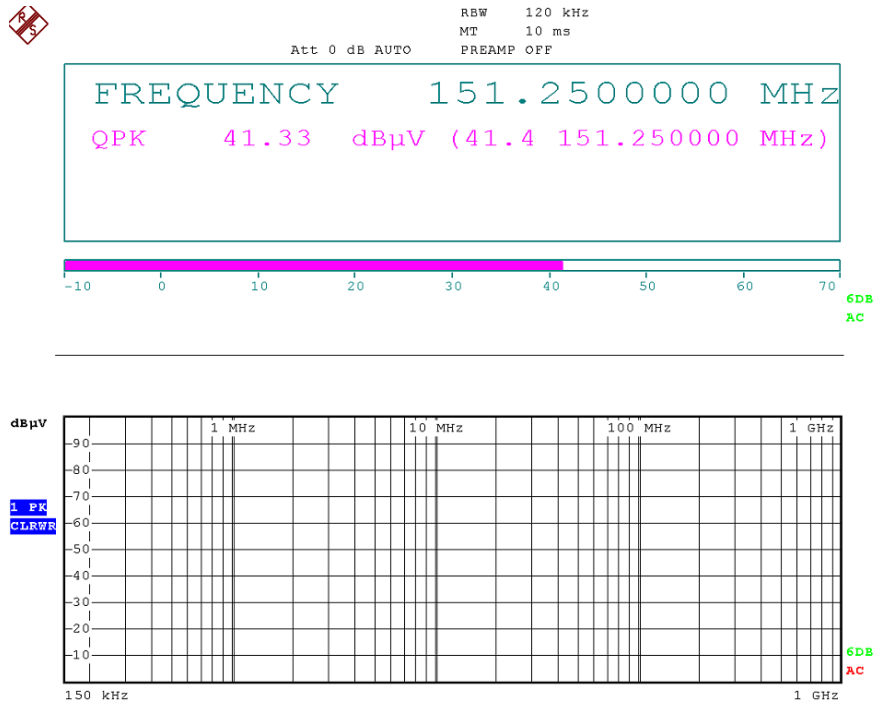 R S
RBW 120 kHz
MT 10 ms
Att 0 dB AUTO PREAMP OFF
FREQUENCY 151.2500000 MHz
QPK 41.33 dBµV (41.4 151.250000 MHz)
-10 0 10 20 30 40 50 60 70
6DB
AC
dBµV
1 MHz 10 MHz 100 MHz 1 GHz
90
80
70
1 PK
60
CLRWR
50
40
30
20
10
6DB
AC
150 kHz 1 GHz